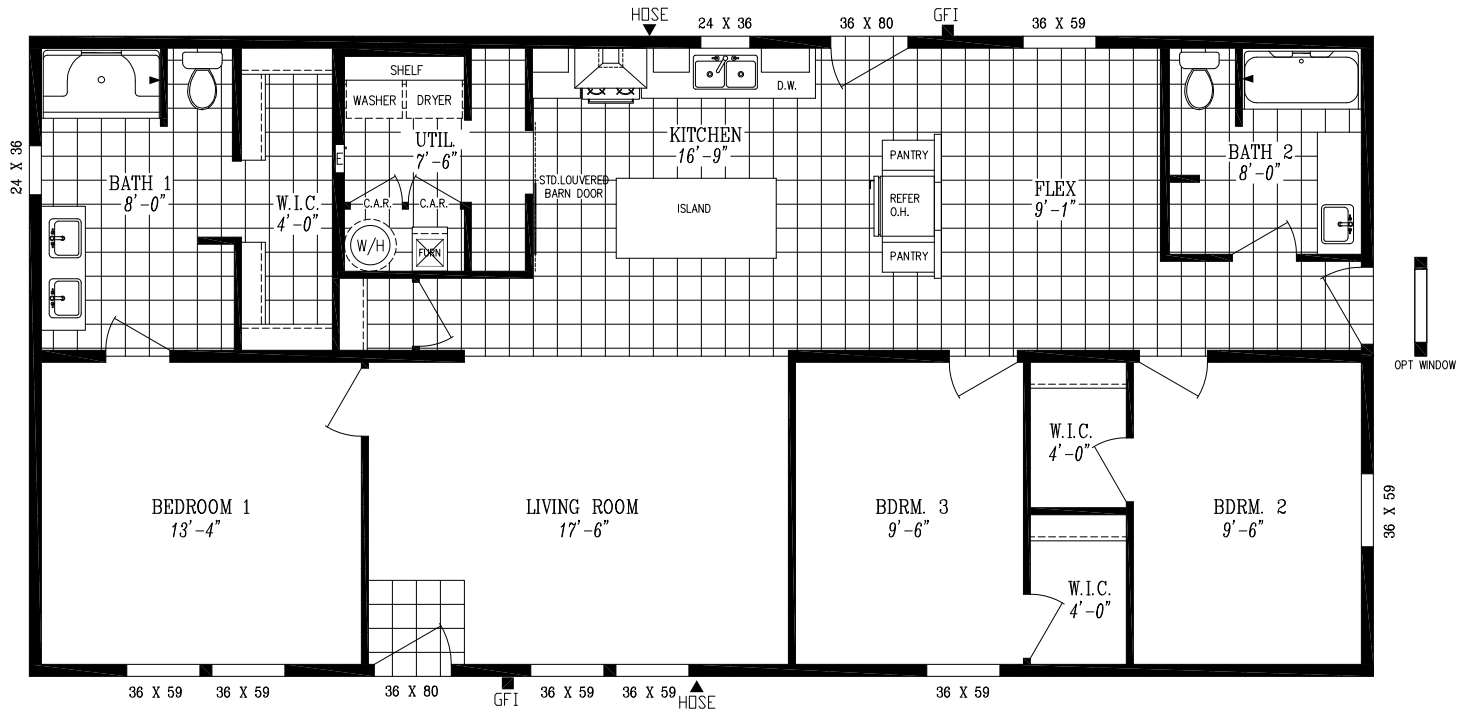 HOSE
24 X 36
36 X 80
GFI
36 X 59
SHELF
WASHER
DRYER
D.W.
UTIL.
7'-6"
KITCHEN
16'-9"
PANTRY
BATH 2
8'-0"
E
24 X 36
BATH 1
8'-0"
STD.LOUVERED
BARN DOOR
W.I.C.
4'-0"
C.A.R.
C.A.R.
ISLAND
REFER
O.H.
FLEX
9'-1"
W/H
FURN
PANTRY
OPT WINDOW
W.I.C.
4'-0"
BEDROOM 1
13'-4"
LIVING ROOM
17'-6"
BDRM. 3
9'-6"
BDRM. 2
9'-6"
36 X 59
W.I.C.
4'-0"
36 X 59
36 X 59
36 X 80
GFI
36 X 59
36 X 59
HOSE
36 X 59